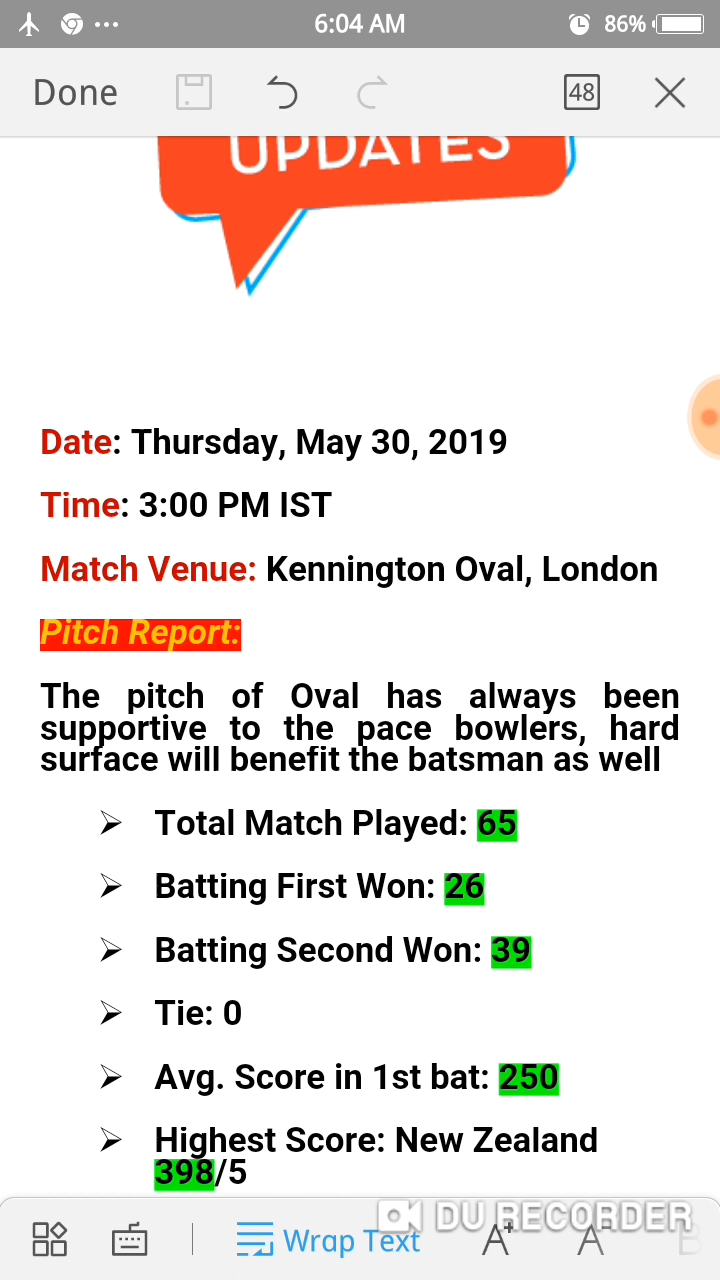 6:04 AM
86%
Done
48
UPDATES
Date: Thursday, May 30, 2019
Time: 3:00 PM IST
Match Venue: Kennington Oval, London
Pitch Report:
The pitch of Oval has always been
supportive to the pace bowlers, hard
surface will benefit the batsman as well
➢ Total Match Played: 65
➢ Batting First Won: 26
➢ Batting Second Won: 39
➢ Tie: 0
➢ Avg. Score in 1st bat: 250
➢ Highest Score: New Zealand
398/5
DU RECORDER
Wrap Text
A+
A-
B